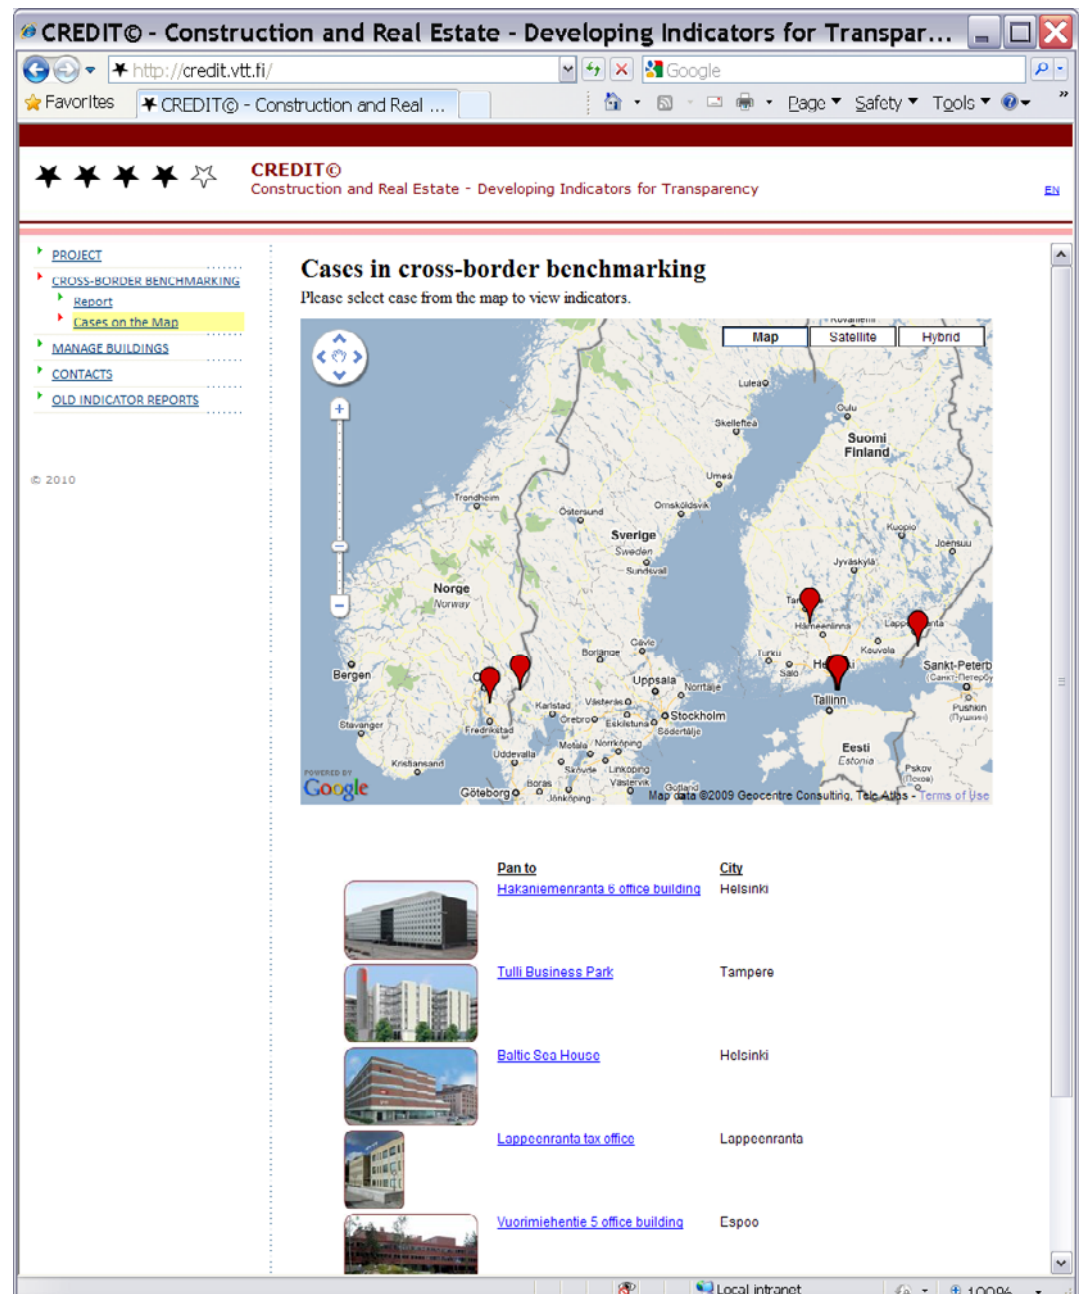 CREDIT© - Construction and Real Estate - Developing Indicators for Transpar...
http://credit.vtt.fi/
Google
Favorites
CREDIT© - Construction and Real ...
Page
Safety
Tools
»
CREDIT©
Construction and Real Estate - Developing Indicators for Transparency
EN
PROJECT
CROSS-BORDER BENCHMARKING
Report
Cases on the Map
MANAGE BUILDINGS
CONTACTS
OLD INDICATOR REPORTS
© 2010
Cases in cross-border benchmarking
Please select case from the map to view indicators.
Rovaniemi
Map
Satellite
Hybrid
Luleå
Oulu
Skellefteå
Suomi
Finland
Umeå
Trondheim
Östersund
Örnsköldsvik
Kuopio
Sverige
Sweden
Joensuu
Sundsvall
Jyväskylä
Norge
Norway
Hämeenlinna
Gävle
Borlänge
Turku
Kouvola
Salo
Sankt-Peterb
(Санкт-Петербу
Bergen
Uppsala
Norrtälje
Karlstad
Västerås
Tallinn
Pushkin
(Пушкин)
Örebro
Eskilstuna
Stockholm
Södertälje
Stavanger
Fredrikstad
Motala
Norrköping
Eesti
Estonia
Uddevalla
Kristiansand
Skövde
Linköping
Pskov
(Псков)
POWERED BY
Google
Göteborg
Borås
Jönköping
Västervik
Gotland
Map data ©2009 Geocentre Consulting, Tele Atlas - Terms of Use
Pan to
City
Hakaniemenranta 6 office building
Helsinki
Tulli Business Park
Tampere
Baltic Sea House
Helsinki
Lappeenranta tax office
Lappeenranta
Vuorimiehentie 5 office building
Espoo
Local intranet
100%